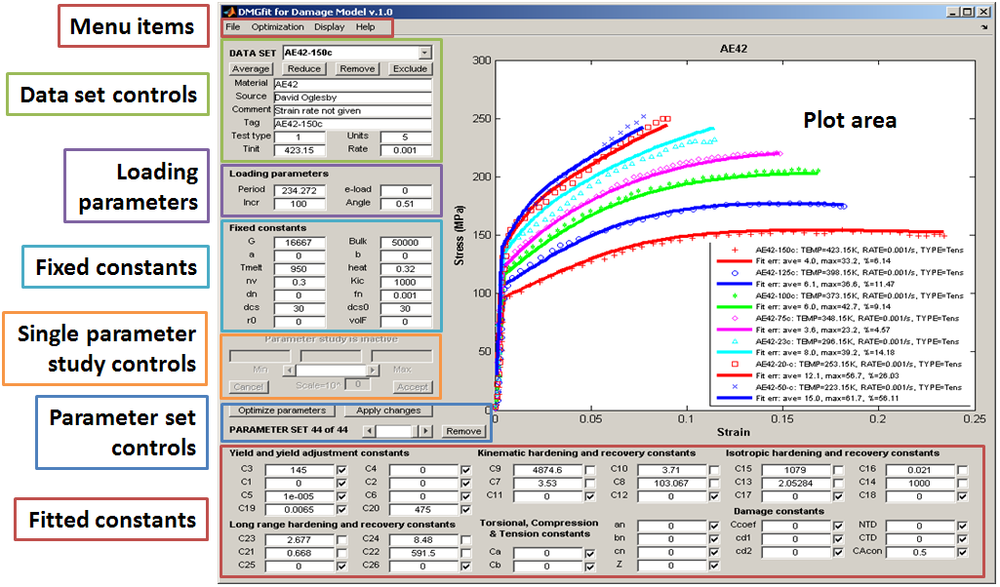 Menu items
Data set controls
Loading
parameters
Fixed constants
Single parameter
study controls
Parameter set
controls
Fitted constants
DMGfit for Damage Model v.1.0
File Optimization Display Help
DATA SET AE42-150c
Average Reduce Remove Exclude
Material AE42
Source David Oglesby
Comment Strain rate not given
Tag AE42-150c
Test type 1 Units 5
Tinit 423.15 Rate 0.001
Loading parameters
Period 234.272 e-load 0
Incr 100 Angle 0.51
Fixed constants
G 16667 Bulk 50000
a 0 b 0
Tmelt 950 heat 0.32
nv 0.3 Kic 1000
dn 0 fn 0.001
dcs 30 dcs0 30
r0 0 volF 0
Parameter study is inactive
Min Max
Cancel Scale=10^ 0 Accept
Optimize parameters Apply changes
PARAMETER SET 44 of 44 Remove
AE42
Plot area
300
250
200
150
100
50
0
Stress (MPa)
0 0.05 0.1 0.15 0.2 0.25
Strain
AE42-150c: TEMP=423.15K, RATE=0.001/s, TYPE=Tens
Fit err: ave= 4.0, max=33.2, %=6.14
AE42-125c: TEMP=398.15K, RATE=0.001/s, TYPE=Tens
Fit err: ave= 6.1, max=36.6, %=11.47
AE42-100c: TEMP=373.15K, RATE=0.001/s, TYPE=Tens
Fit err: ave= 6.0, max=42.7, %=9.14
AE42-75c: TEMP=348.15K, RATE=0.001/s, TYPE=Tens
Fit err: ave= 3.6, max=23.2, %=4.57
AE42-23c: TEMP=296.15K, RATE=0.001/s, TYPE=Tens
Fit err: ave= 8.0, max=39.2, %=14.18
AE42-20-c: TEMP=253.15K, RATE=0.001/s, TYPE=Tens
Fit err: ave= 12.1, max=56.7, %=26.03
AE42-50-c: TEMP=223.15K, RATE=0.001/s, TYPE=Tens
Fit err: ave= 15.0, max=61.7, %=56.11
Yield and yield adjustment constants
C3 145 C4 0
C1 0 C2 0
C5 1e-005 C6 0
C19 0.0065 C20 475
Long range hardening and recovery constants
C23 2.677 C24 8.48
C21 0.668 C22 591.5
C25 0 C26 0
Kinematic hardening and recovery constants
C9 4874.6 C10 3.71
C7 3.53 C8 103.067
C11 0 C12 0
Torsional, Compression
& Tension constants
Ca 0
Cb 0
an 0
bn 0
cn 0
Z 0
Isotropic hardening and recovery constants
C15 1079 C16 0.021
C13 2.05284 C14 1000
C17 0 C18 0
Damage constants
Ccoef 0 NTD 0
cd1 0 CTD 0
cd2 0 CAcon 0.5